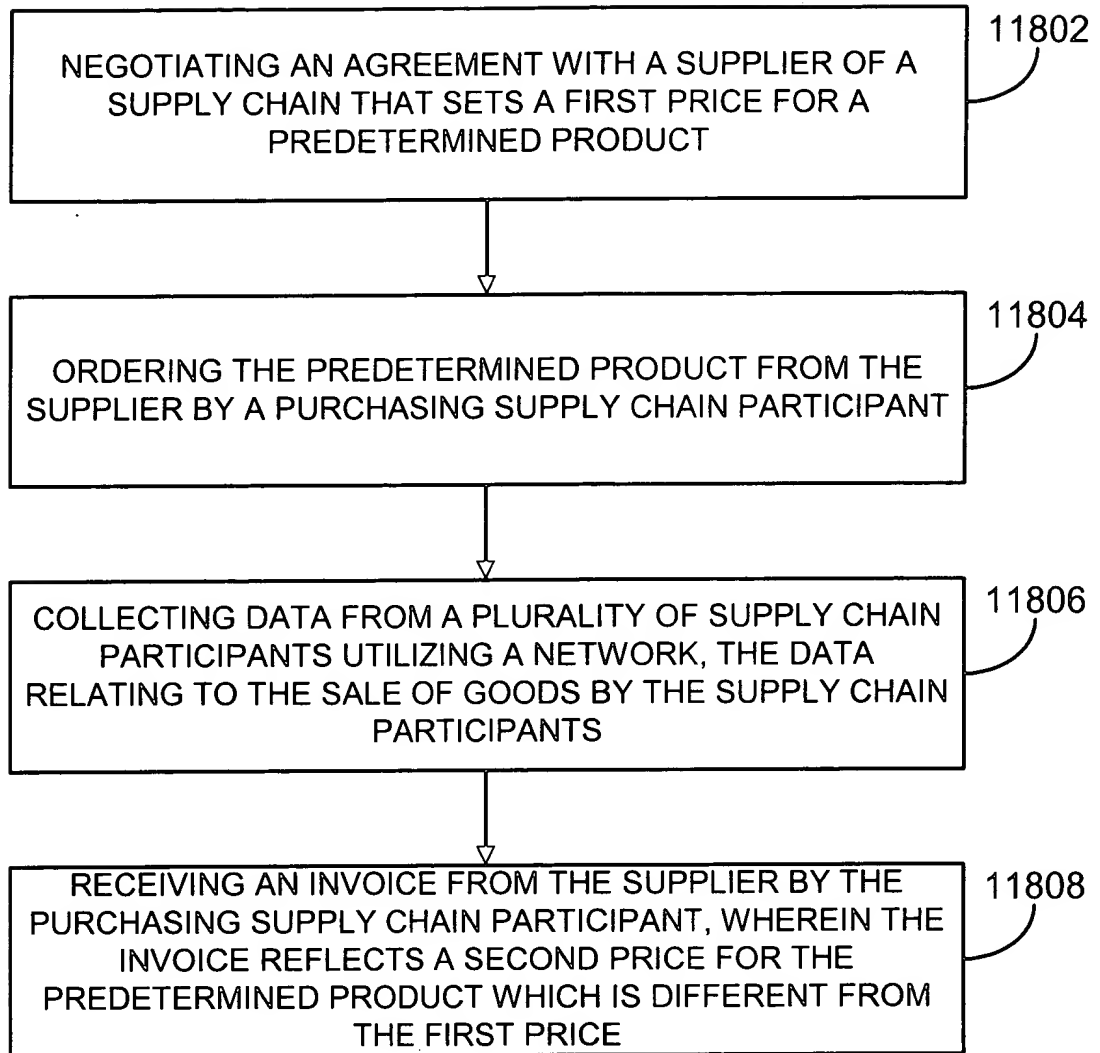 11802
NEGOTIATING AN AGREEMENT WITH A SUPPLIER OF A
SUPPLY CHAIN THAT SETS A FIRST PRICE FOR A
PREDETERMINED PRODUCT
11804
ORDERING THE PREDETERMINED PRODUCT FROM THE
SUPPLIER BY A PURCHASING SUPPLY CHAIN PARTICIPANT
11806
COLLECTING DATA FROM A PLURALITY OF SUPPLY CHAIN
PARTICIPANTS UTILIZING A NETWORK, THE DATA
RELATING TO THE SALE OF GOODS BY THE SUPPLY CHAIN
PARTICIPANTS
11808
RECEIVING AN INVOICE FROM THE SUPPLIER BY THE
PURCHASING SUPPLY CHAIN PARTICIPANT, WHEREIN THE
INVOICE REFLECTS A SECOND PRICE FOR THE
PREDETERMINED PRODUCT WHICH IS DIFFERENT FROM
THE FIRST PRICE